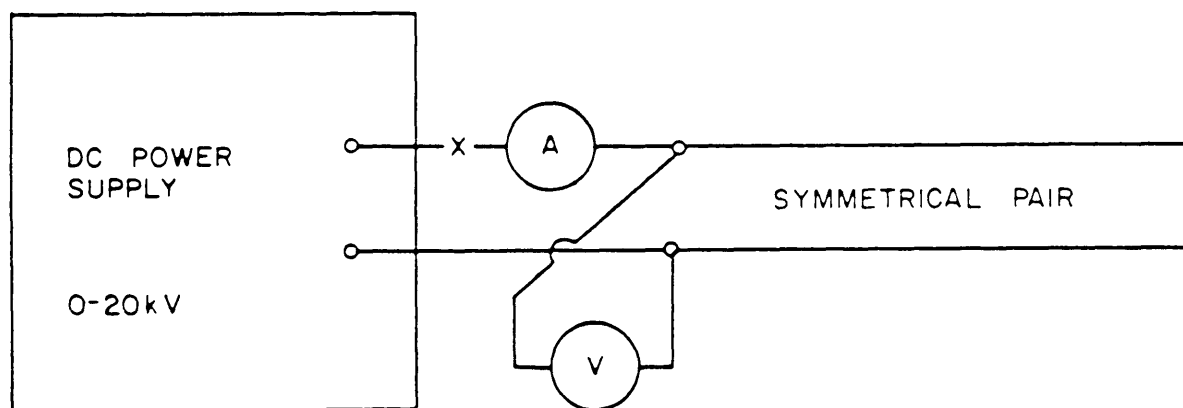 DC POWER
SUPPLY
0-20kV
X
A
V
SYMMETRICAL PAIR